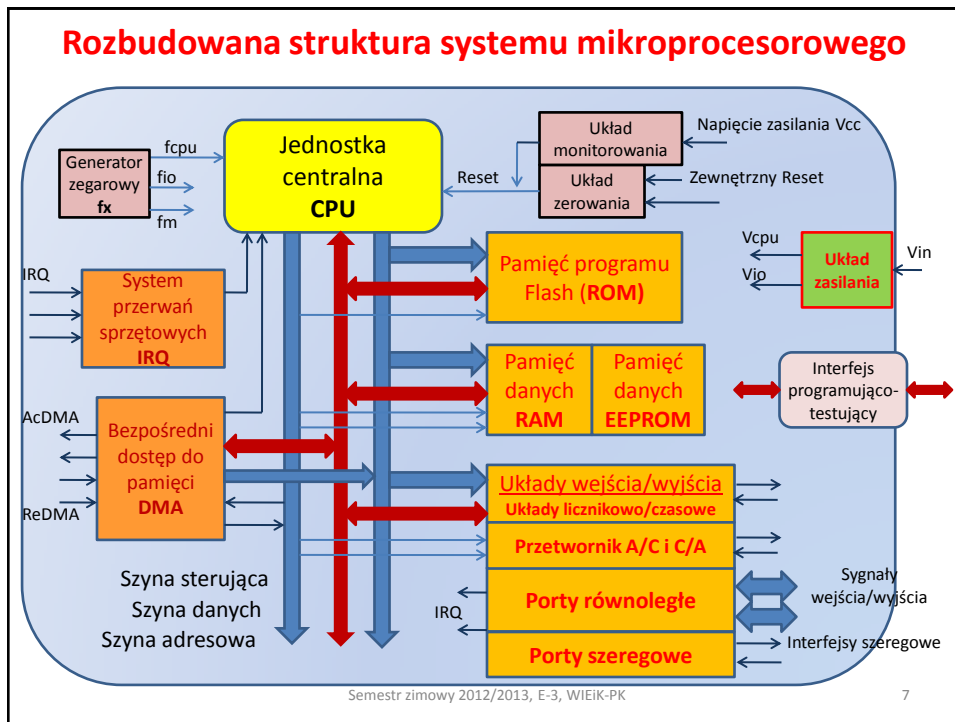 Rozbudowana struktura systemu mikroprocesorowego
Generator
zegarowy
fx
fcpu
fio
fm
Jednostka
centralna
CPU
Reset
Układ
monitorowania
Układ
zerowania
Napięcie zasilania Vcc
Zewnętrzny Reset
Vcpu
Vio
Układ
zasilania
Vin
IRQ
System
przerwań
sprzętowych
IRQ
Pamięć programu
Flash (ROM)
Pamięć
danych
RAM
Pamięć
danych
EEPROM
Interfejs
programująco-
testujący
AcDMA
ReDMA
Bezpośredni
dostęp do
pamięci
DMA
Układy wejścia/wyjścia
Układy licznikowo/czasowe
Przetwornik A/C i C/A
Porty równoległe
Porty szeregowe
IRQ
Sygnały
wejścia/wyjścia
Interfejsy szeregowe
Szyna sterująca
Szyna danych
Szyna adresowa
Semestr zimowy 2012/2013, E-3, WIEiK-PK
7